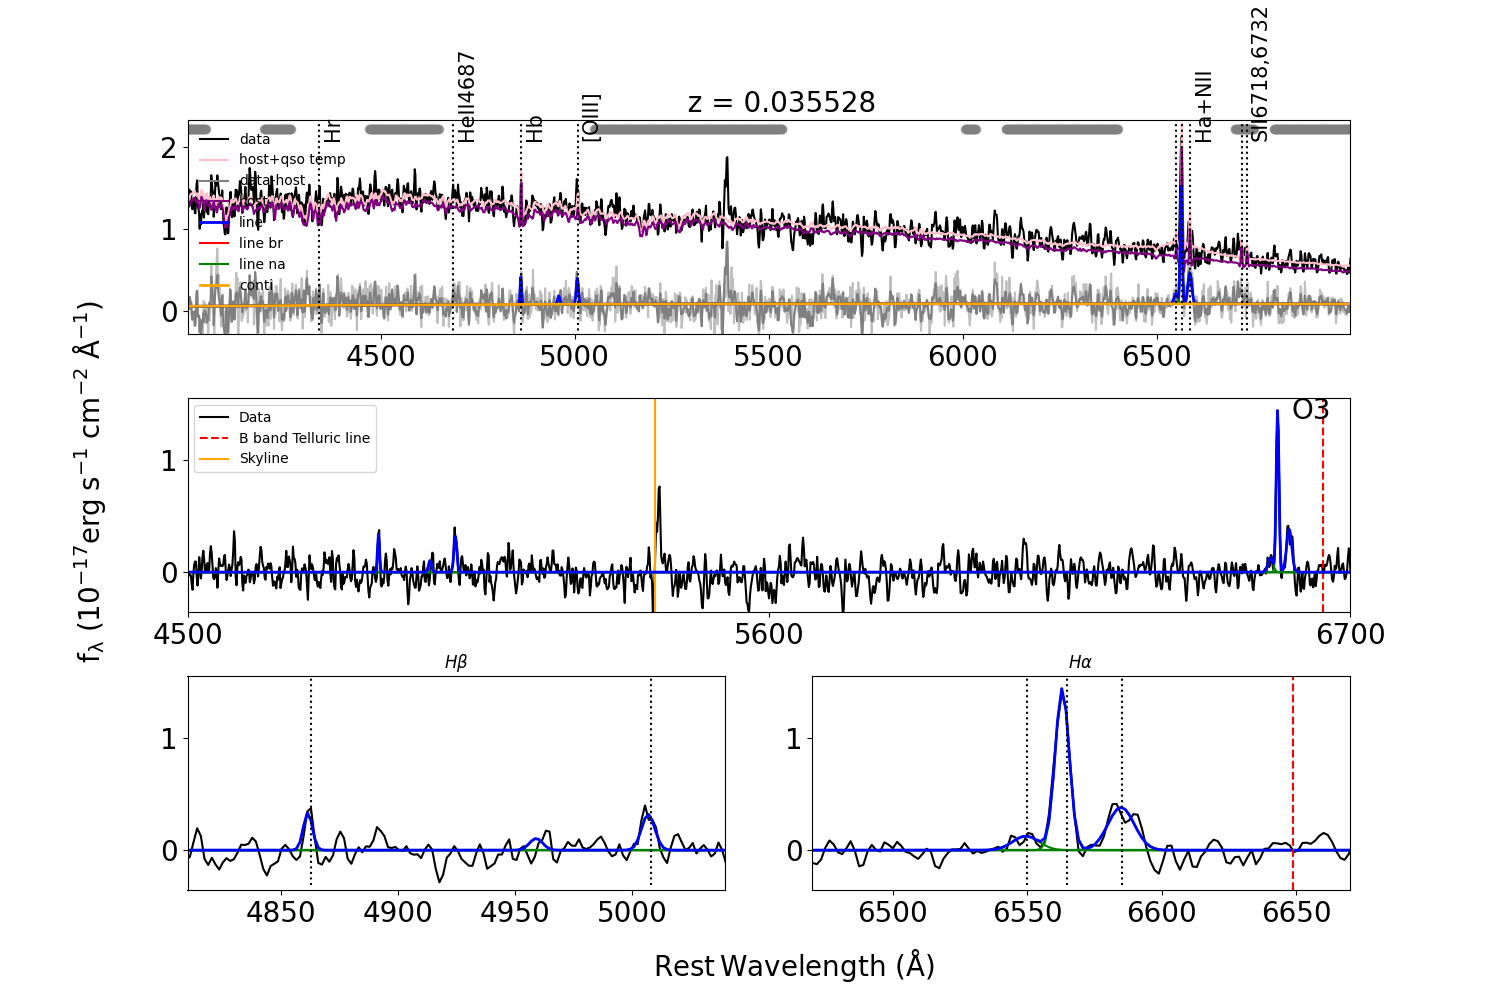 z = 0.035528
Hr
HeII4687
Hb
[OIII]
Ha+NII
SII6718,6732
data
host+qso temp
data-host
host
line
line br
line na
conti
2
1
0
4500
5000
5500
6000
6500
Data
B band Telluric line
Skyline
O3
1
0
4500
5600
6700
fλ (10⁻¹⁷erg s⁻¹ cm⁻² Å⁻¹)
Hβ
1
0
4850
4900
4950
5000
Hα
1
0
6500
6550
6600
6650
Rest Wavelength (Å)